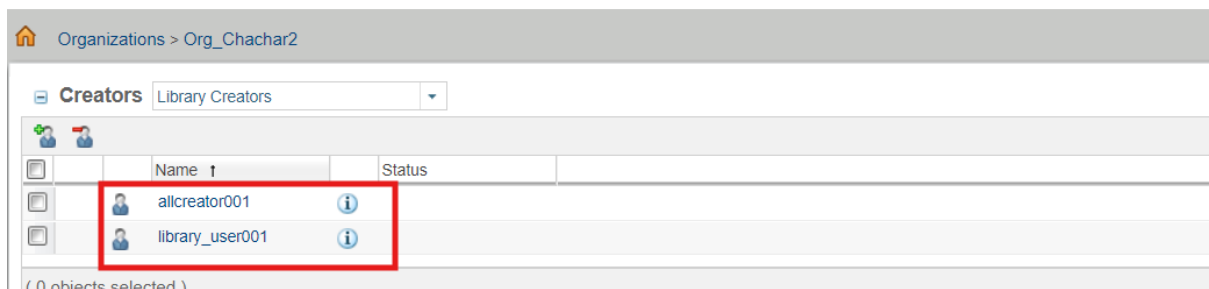 Organizations > Org_Chachar2
Creators Library Creators
Name ↑ Status
allcreator001
library_user001
( 0 objects selected )